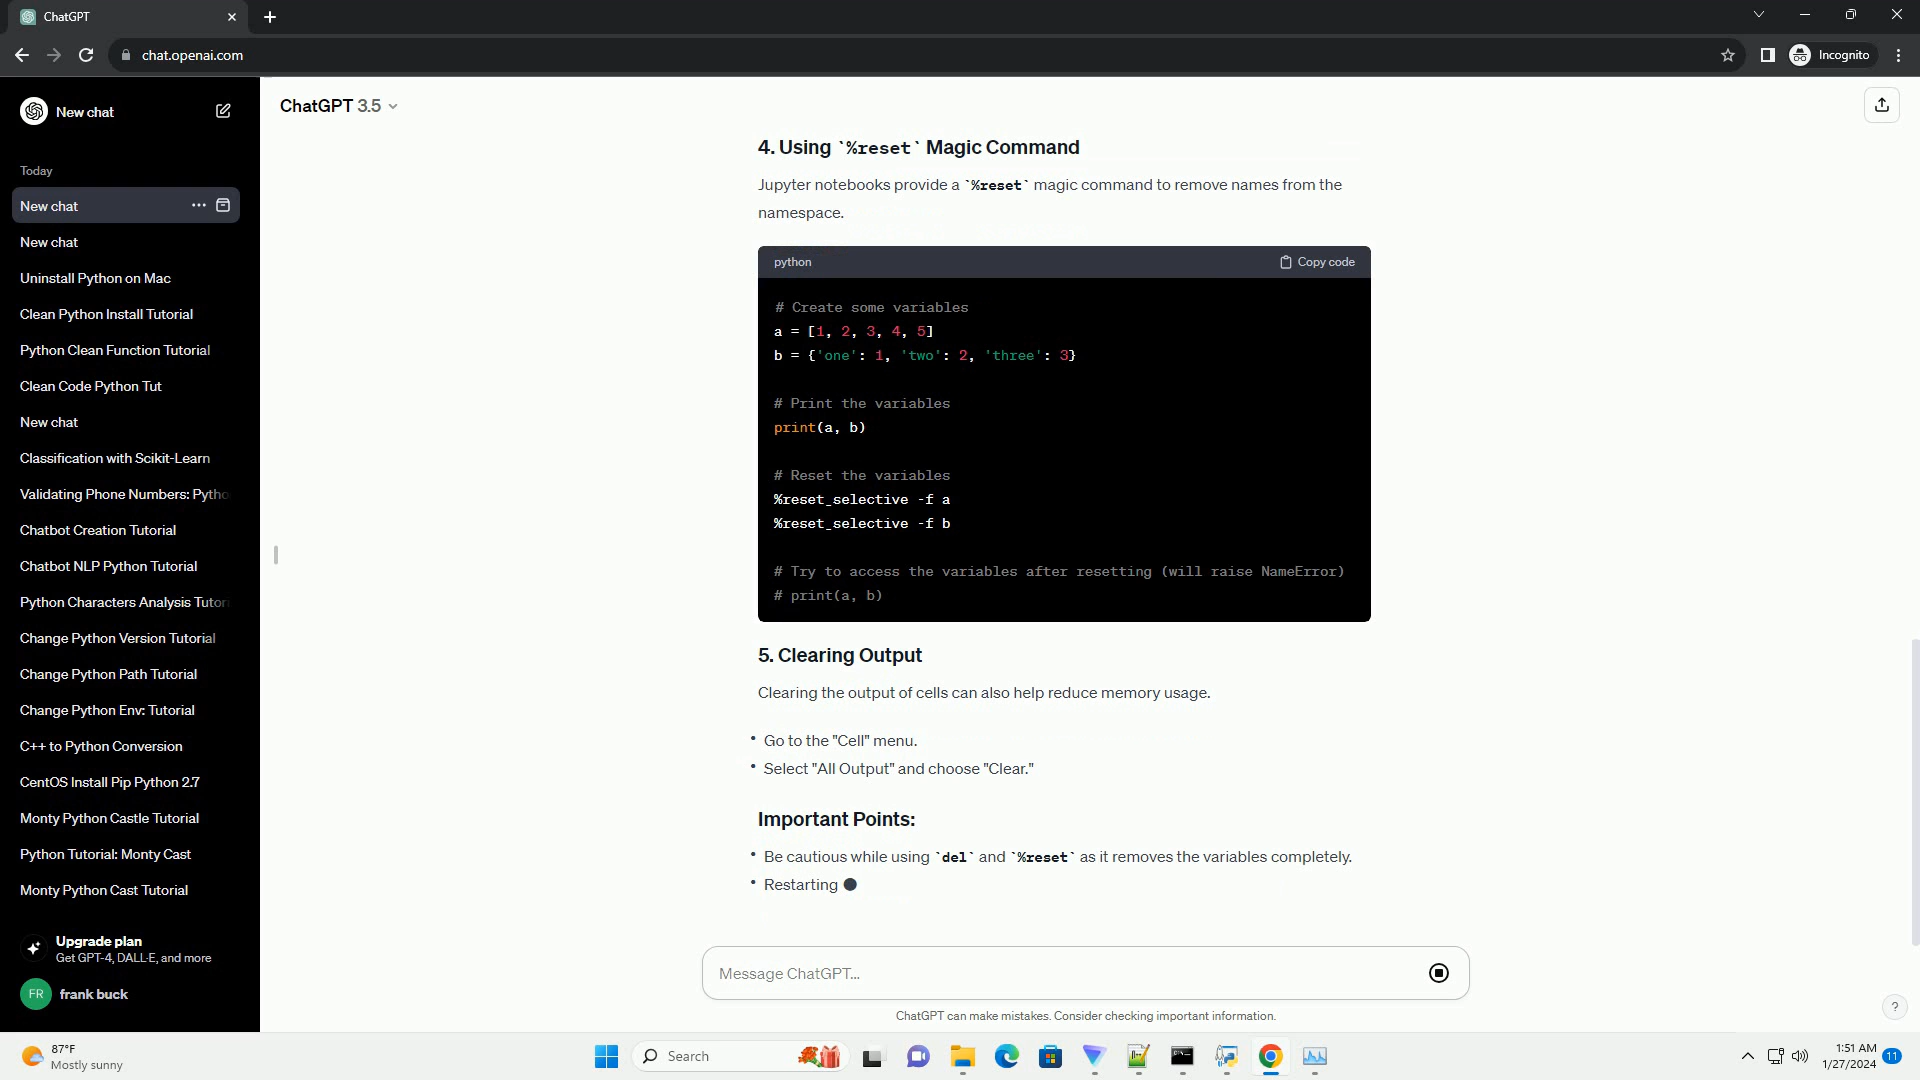 ChatGPT
chat.openai.com
Incognito
New chat
ChatGPT 3.5
Today
New chat
New chat
Uninstall Python on Mac
Clean Python Install Tutorial
Python Clean Function Tutorial
Clean Code Python Tut
New chat
Classification with Scikit-Learn
Validating Phone Numbers: Pytho
Chatbot Creation Tutorial
Chatbot NLP Python Tutorial
Python Characters Analysis Tutori
Change Python Version Tutorial
Change Python Path Tutorial
Change Python Env: Tutorial
C++ to Python Conversion
CentOS Install Pip Python 2.7
Monty Python Castle Tutorial
Python Tutorial: Monty Cast
Monty Python Cast Tutorial
Upgrade plan
Get GPT-4, DALL·E, and more
FR frank buck
4. Using `%reset` Magic Command
Jupyter notebooks provide a `%reset` magic command to remove names from the
namespace.
python Copy code
# Create some variables
a = [1, 2, 3, 4, 5]
b = {'one': 1, 'two': 2, 'three': 3}
# Print the variables
print(a, b)
# Reset the variables
%reset_selective -f a
%reset_selective -f b
# Try to access the variables after resetting (will raise NameError)
# print(a, b)
5. Clearing Output
Clearing the output of cells can also help reduce memory usage.
• Go to the "Cell" menu.
• Select "All Output" and choose "Clear."
Important Points:
• Be cautious while using `del` and `%reset` as it removes the variables completely.
• Restarting
Message ChatGPT...
ChatGPT can make mistakes. Consider checking important information.
?
87°F
Mostly sunny
Search
1:51 AM
1/27/2024
11